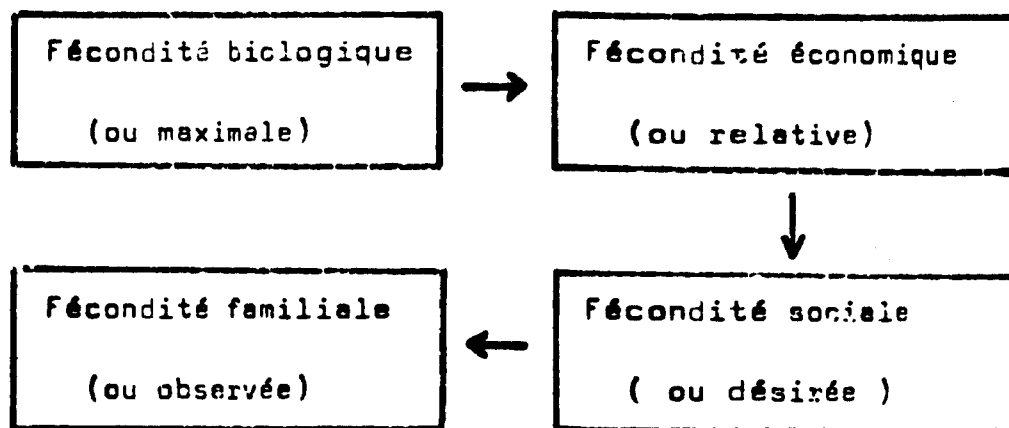 Fécondité biologique
(ou maximale)
Fécondité économique
(ou relative)
Fécondité sociale
( ou désirée )
Fécondité familiale
(ou observée)